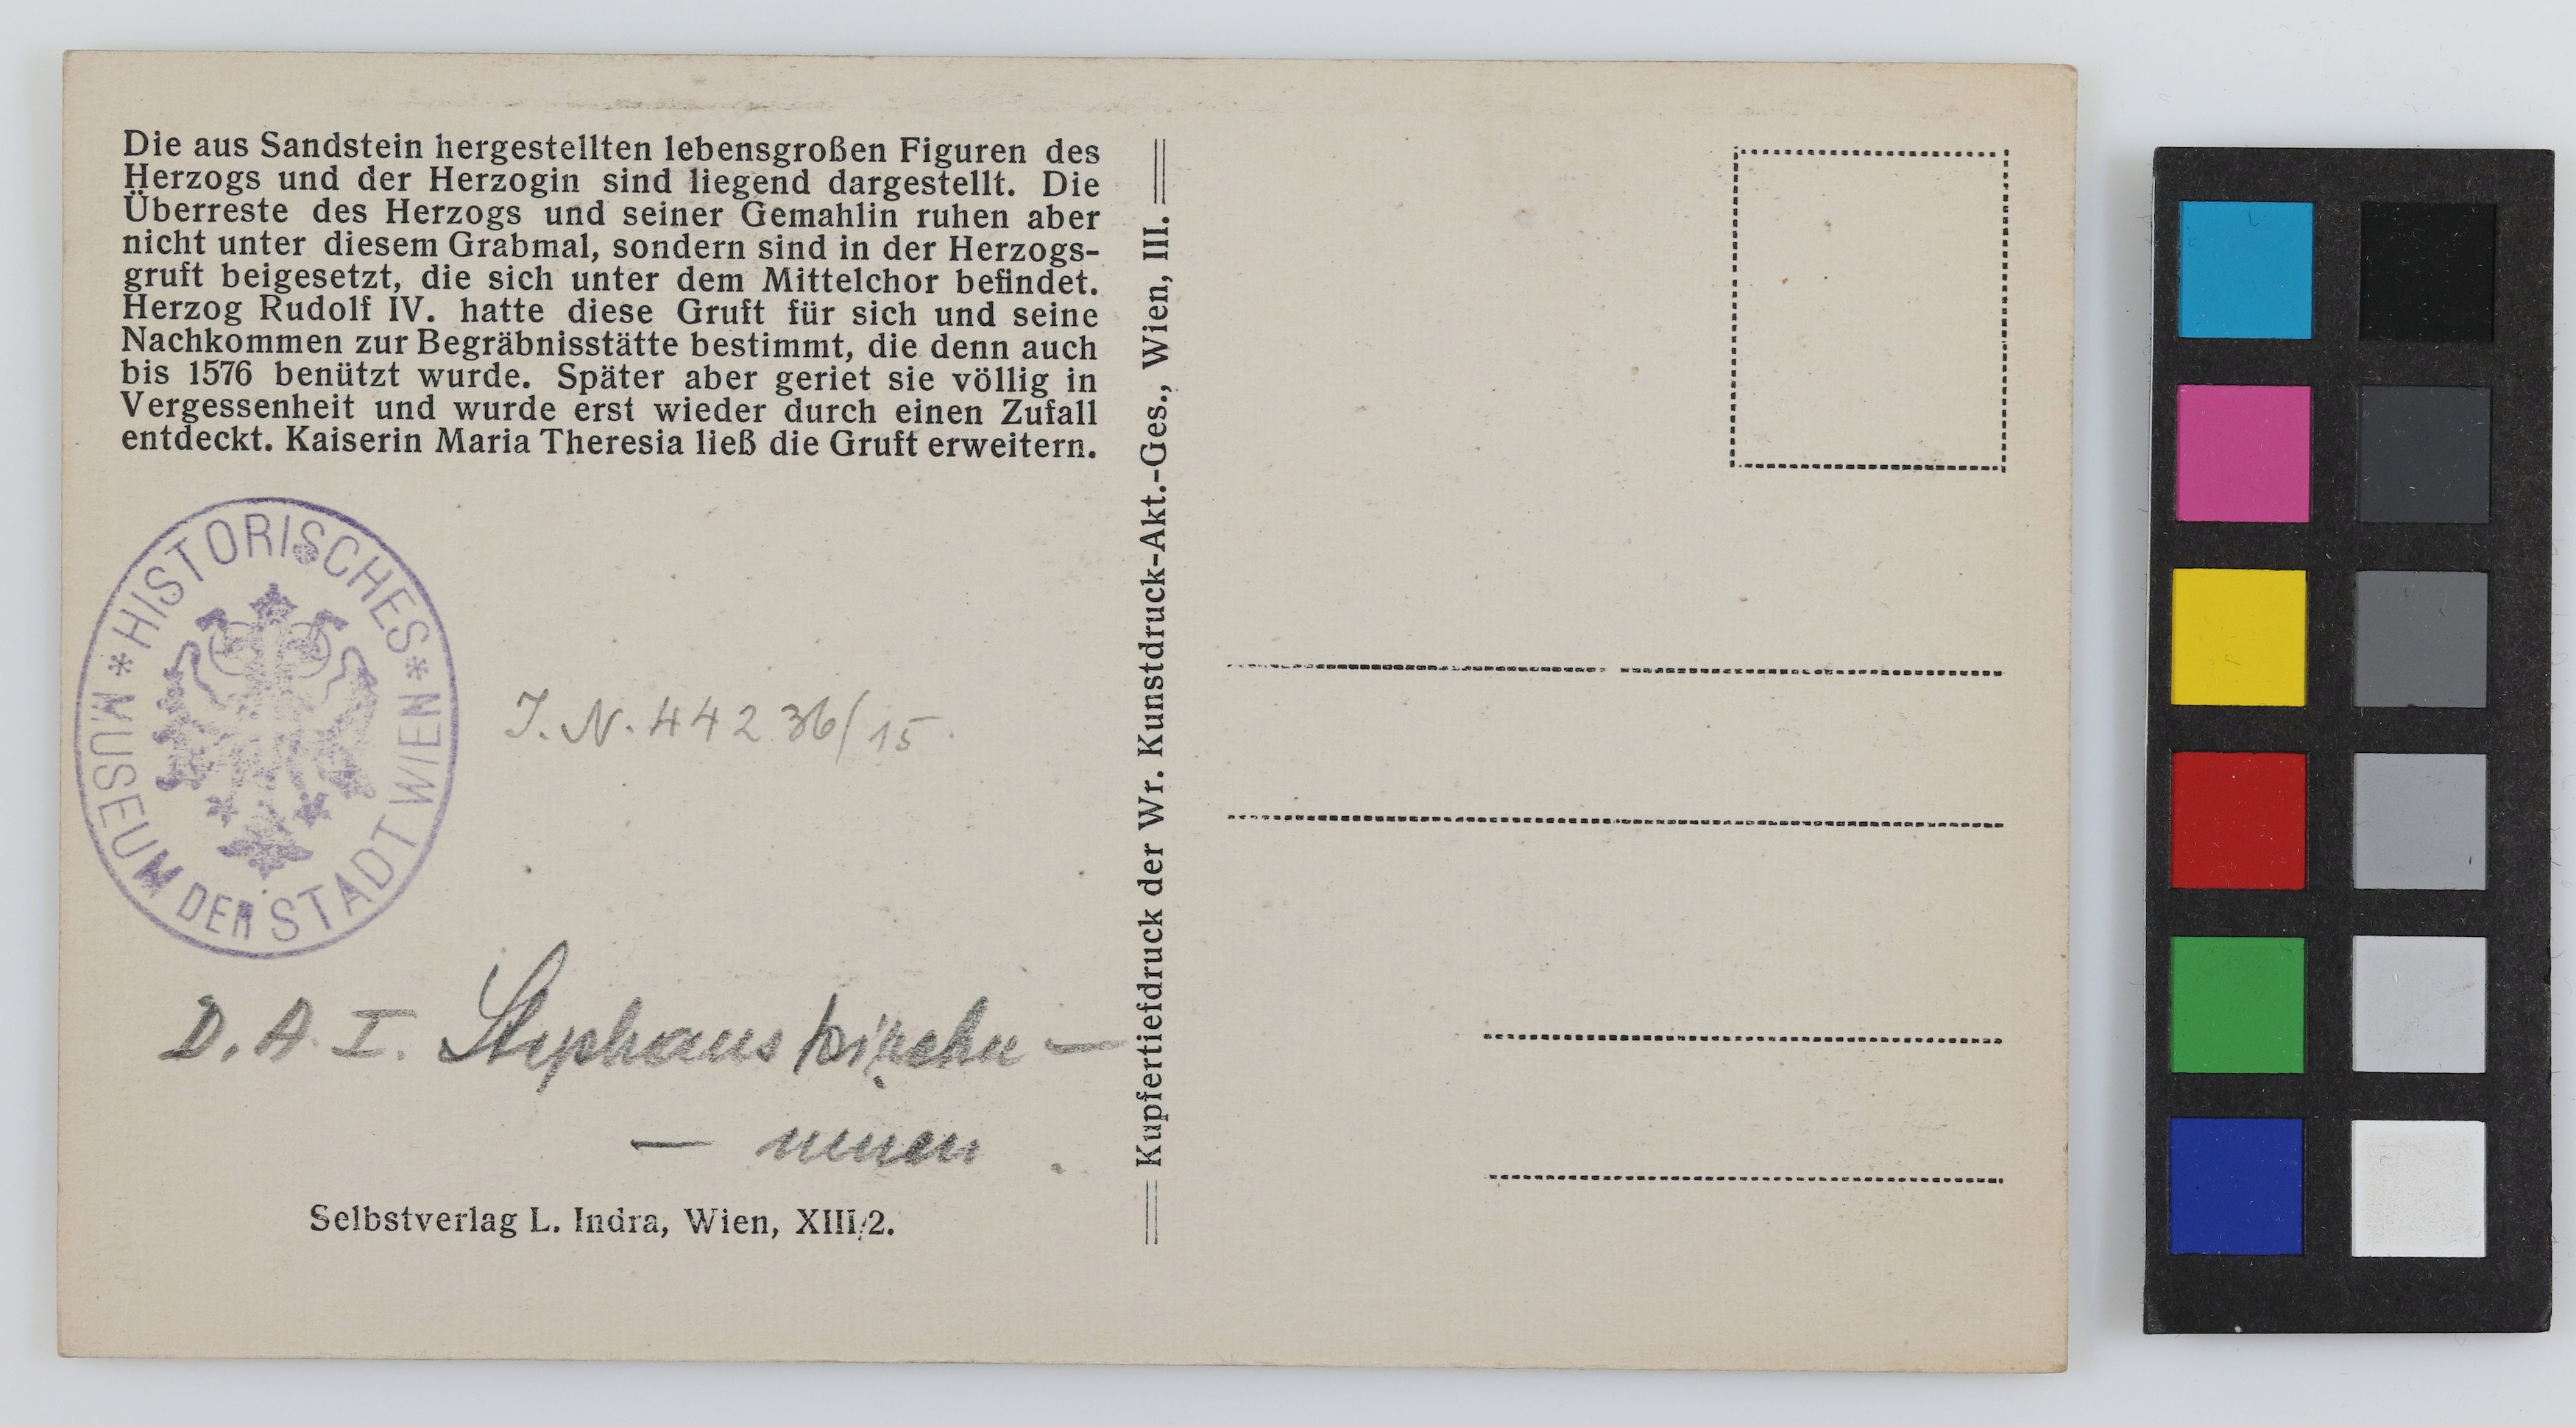 Die aus Sandstein hergestellten lebensgroßen Figuren des
Herzogs und der Herzogin sind liegend dargestellt. Die
Überreste des Herzogs und seiner Gemahlin ruhen aber
nicht unter diesem Grabmal, sondern sind in der Herzogs-
gruft beigesetzt, die sich unter dem Mittelchor befindet.
Herzog Rudolf IV. hatte diese Gruft für sich und seine
Nachkommen zur Begräbnisstätte bestimmt, die denn auch
bis 1576 benützt wurde. Später aber geriet sie völlig in
Vergessenheit und wurde erst wieder durch einen Zufall
entdeckt. Kaiserin Maria Theresia ließ die Gruft erweitern.
* HISTORISCHES *
MUSEUM DER STADT WIEN
J. N. 44236/15.
D. A. I. Stephanskirche —
—
Selbstverlag L. Indra, Wien, XIII/2.
Kupfertiefdruck der Wr. Kunstdruck-Akt.-Ges., Wien, III.